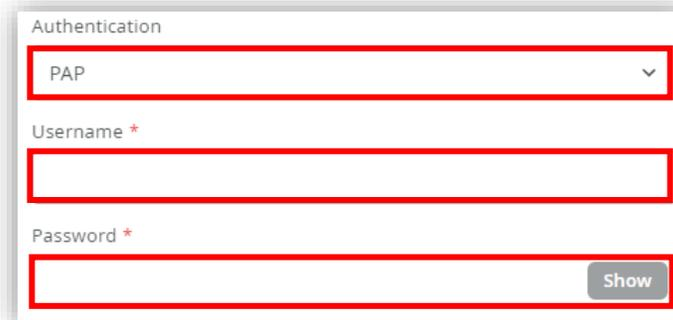 Authentication
PAP
Username *
Password *
Show